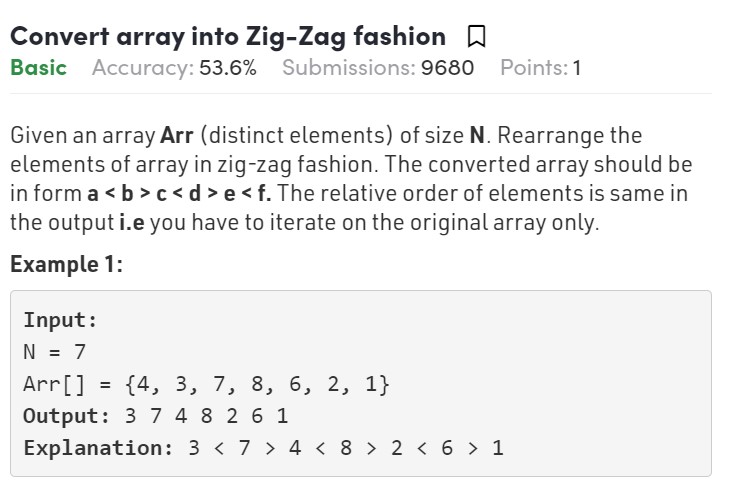 Convert array into Zig-Zag fashion
Basic Accuracy: 53.6% Submissions: 9680 Points: 1
Given an array Arr (distinct elements) of size N. Rearrange the
elements of array in zig-zag fashion. The converted array should be
in form a < b > c < d > e < f. The relative order of elements is same in
the output i.e you have to iterate on the original array only.
Example 1:
Input:
N = 7
Arr[] = {4, 3, 7, 8, 6, 2, 1}
Output: 3 7 4 8 2 6 1
Explanation: 3 < 7 > 4 < 8 > 2 < 6 > 1